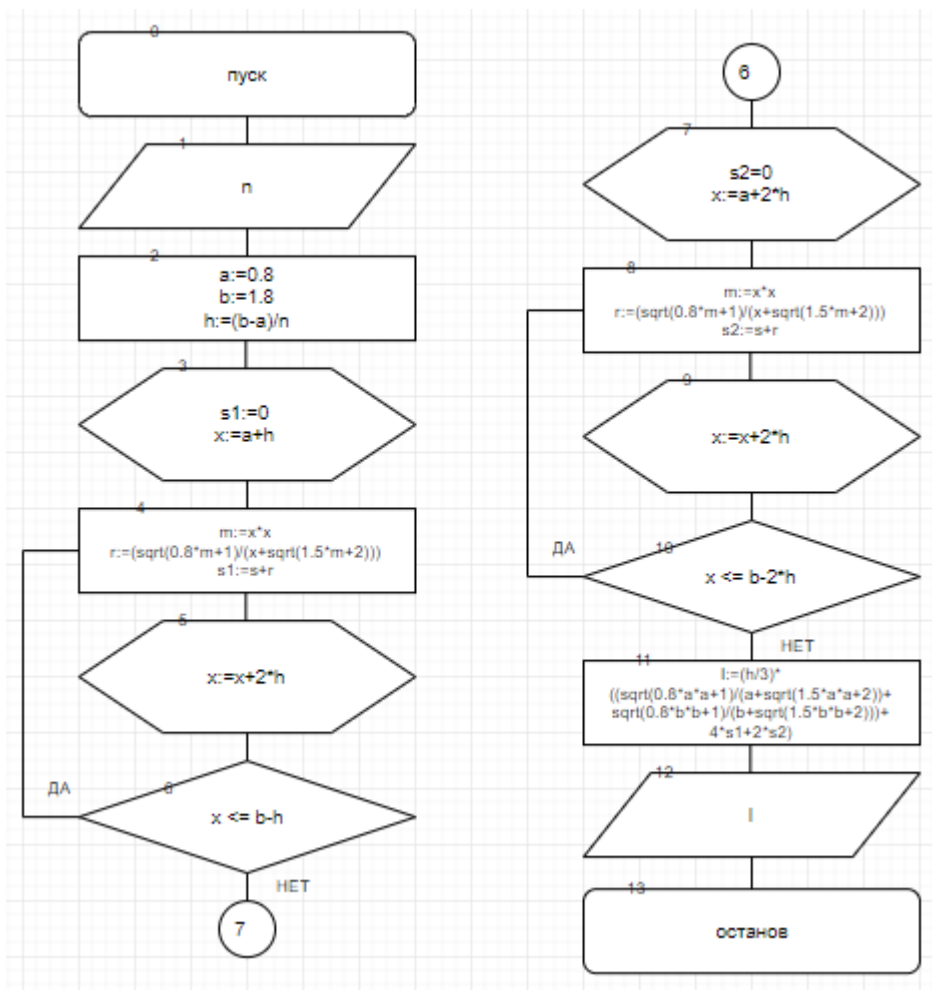 0
пуск
1
n
2
a:=0.8
b:=1.8
h:=(b-a)/n
3
s1:=0
x:=a+h
4
m:=x*x
r:=(sqrt(0.8*m+1)/(x+sqrt(1.5*m+2)))
s1:=s+r
5
x:=x+2*h
6
ДА
x <= b-h
НЕТ
7
6
7
s2=0
x:=a+2*h
8
m:=x*x
r:=(sqrt(0.8*m+1)/(x+sqrt(1.5*m+2)))
s2:=s+r
9
x:=x+2*h
10
ДА
x <= b-2*h
НЕТ
11
I:=(h/3)*
((sqrt(0.8*a*a+1)/(a+sqrt(1.5*a*a+2))+
sqrt(0.8*b*b+1)/(b+sqrt(1.5*b*b+2)))+
4*s1+2*s2)
12
I
13
останов